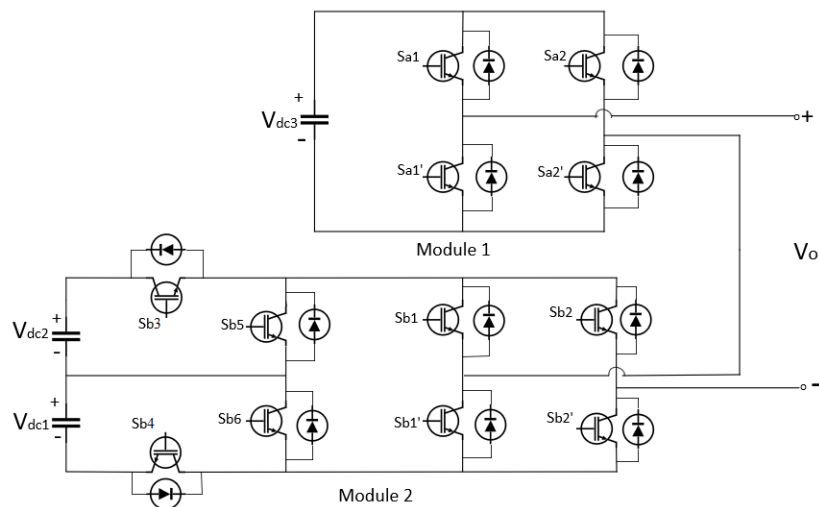 Sa1
Sa2
+
Vdc3
-
+
Sa1'
Sa2'
Module 1
Vo
Sb3
+
Vdc2
-
Sb5
Sb1
Sb2
-
+
Vdc1
-
Sb4
Sb6
Sb1'
Sb2'
Module 2